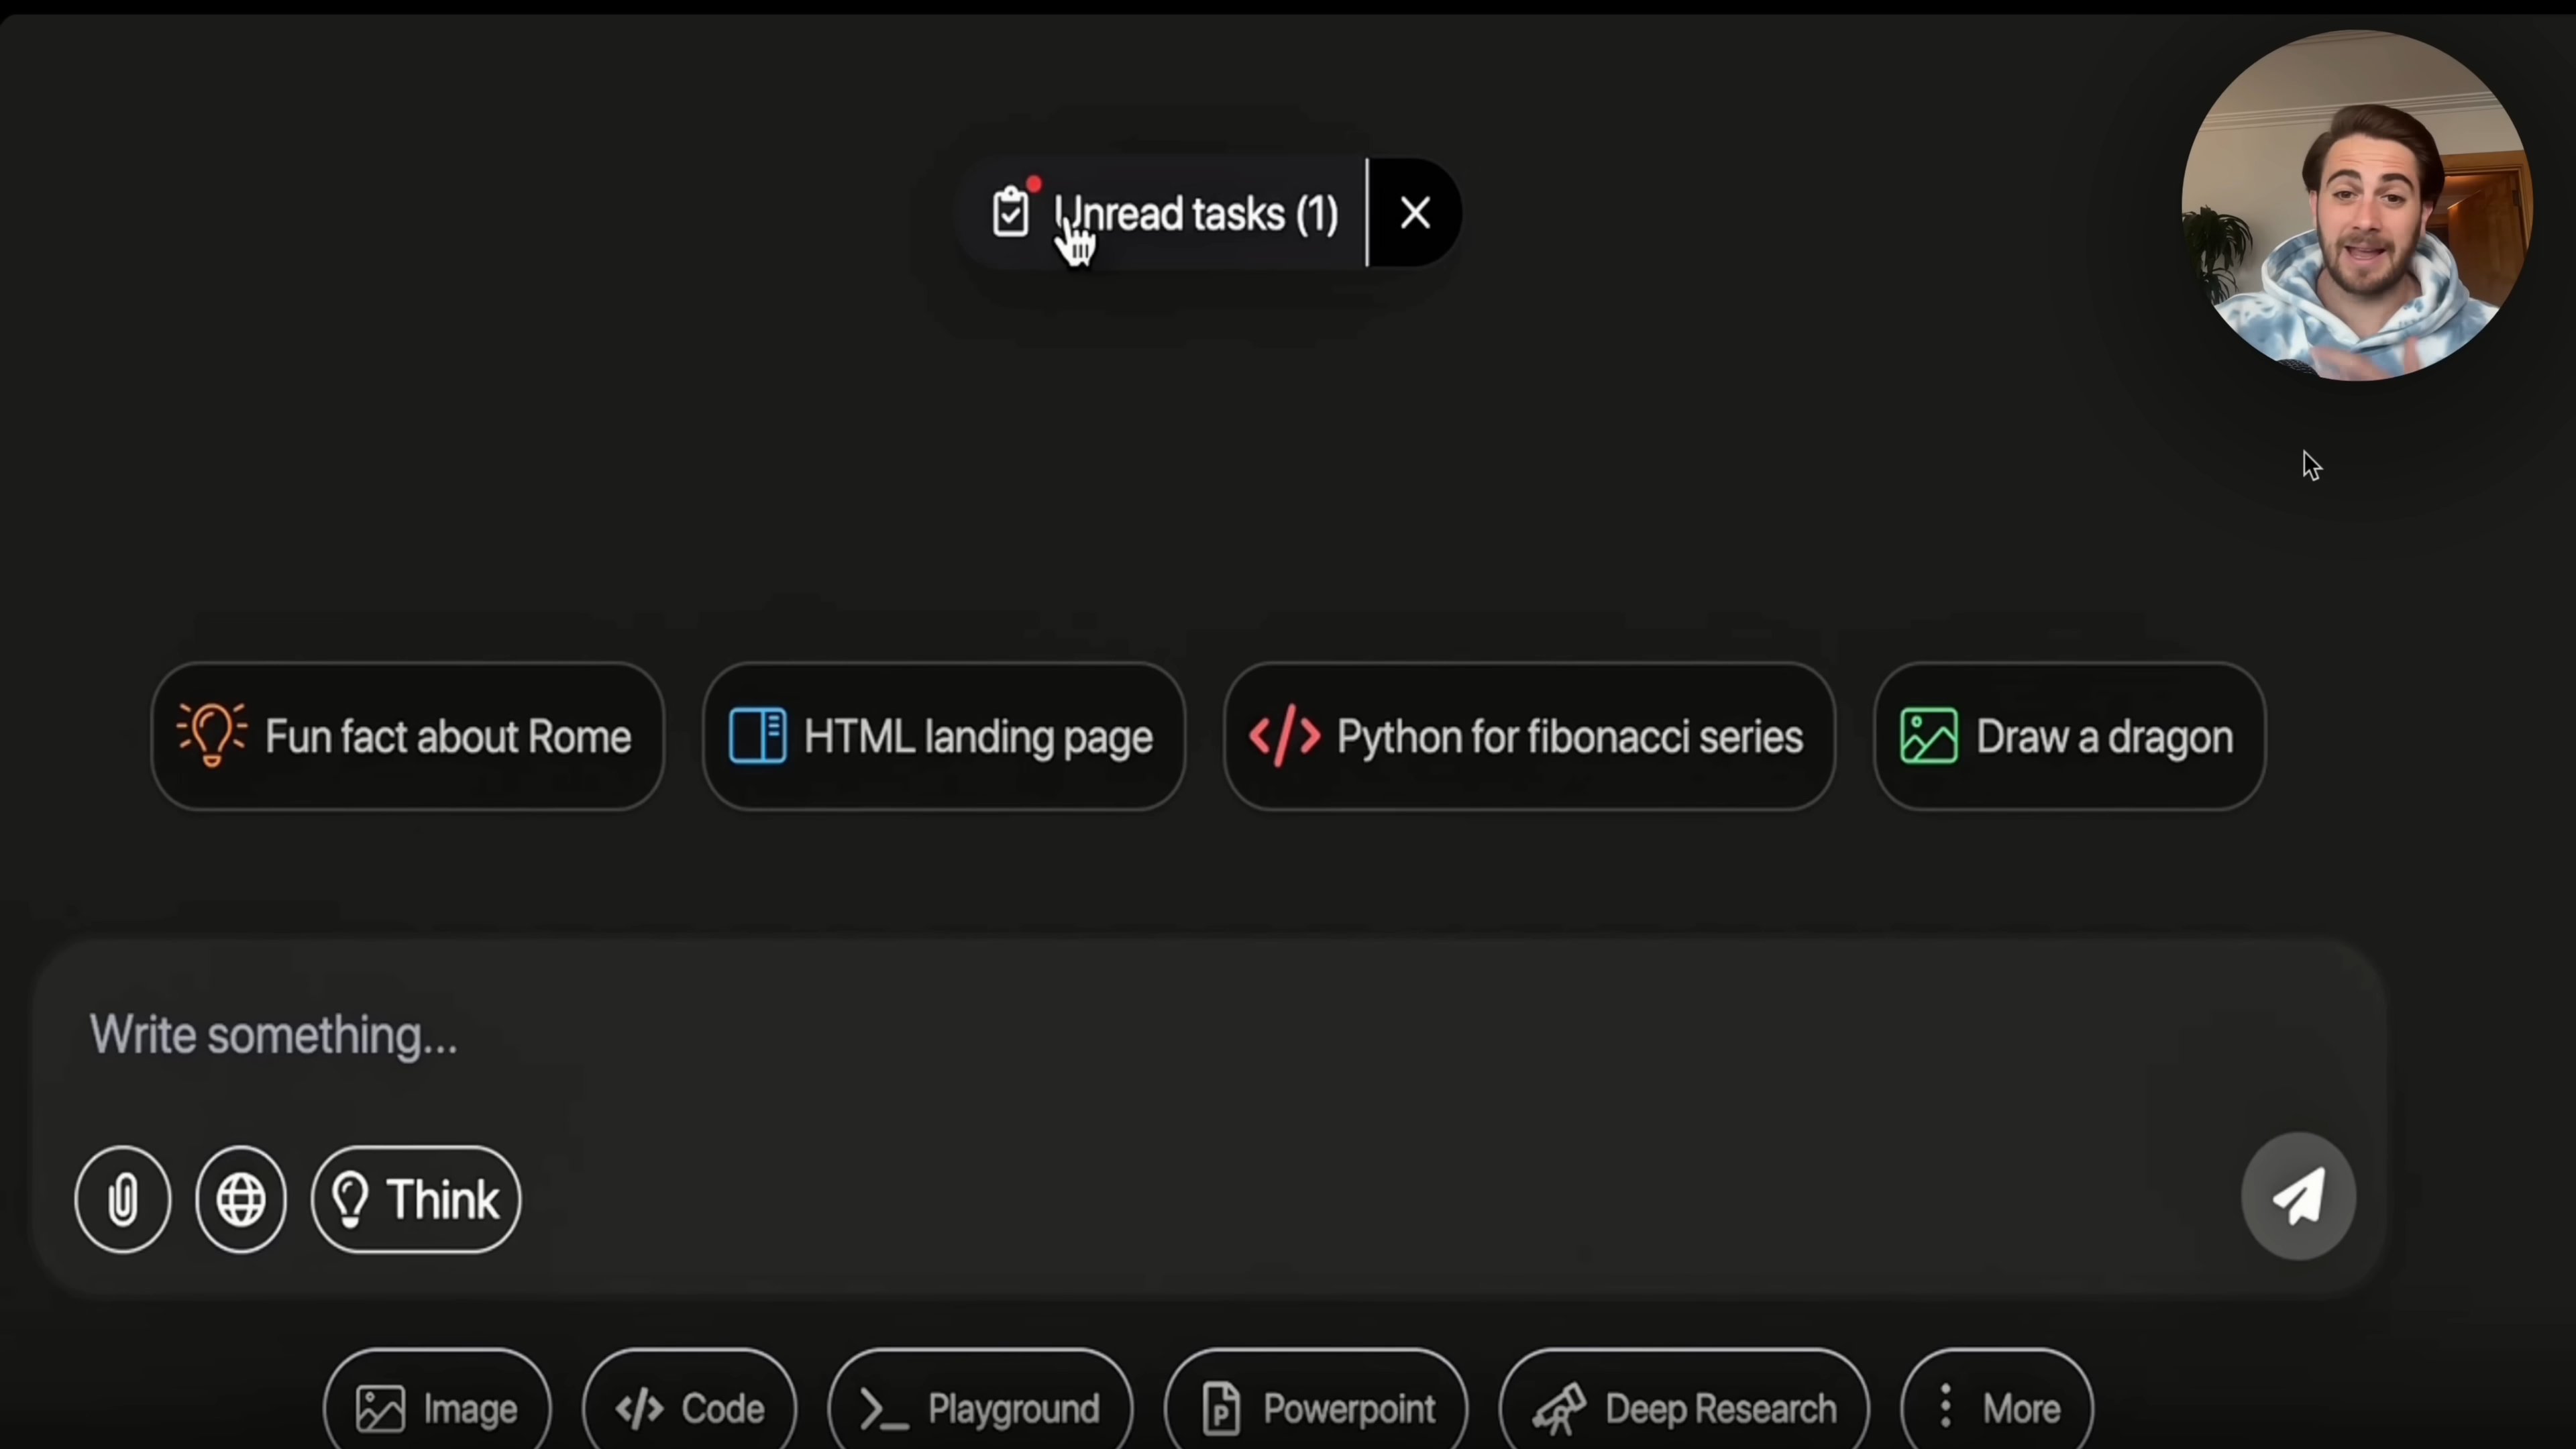 Unread tasks (1)
Fun fact about Rome
HTML landing page
Python for fibonacci series
Draw a dragon
Write something...
Think
Image
Code
Playground
Powerpoint
Deep Research
More